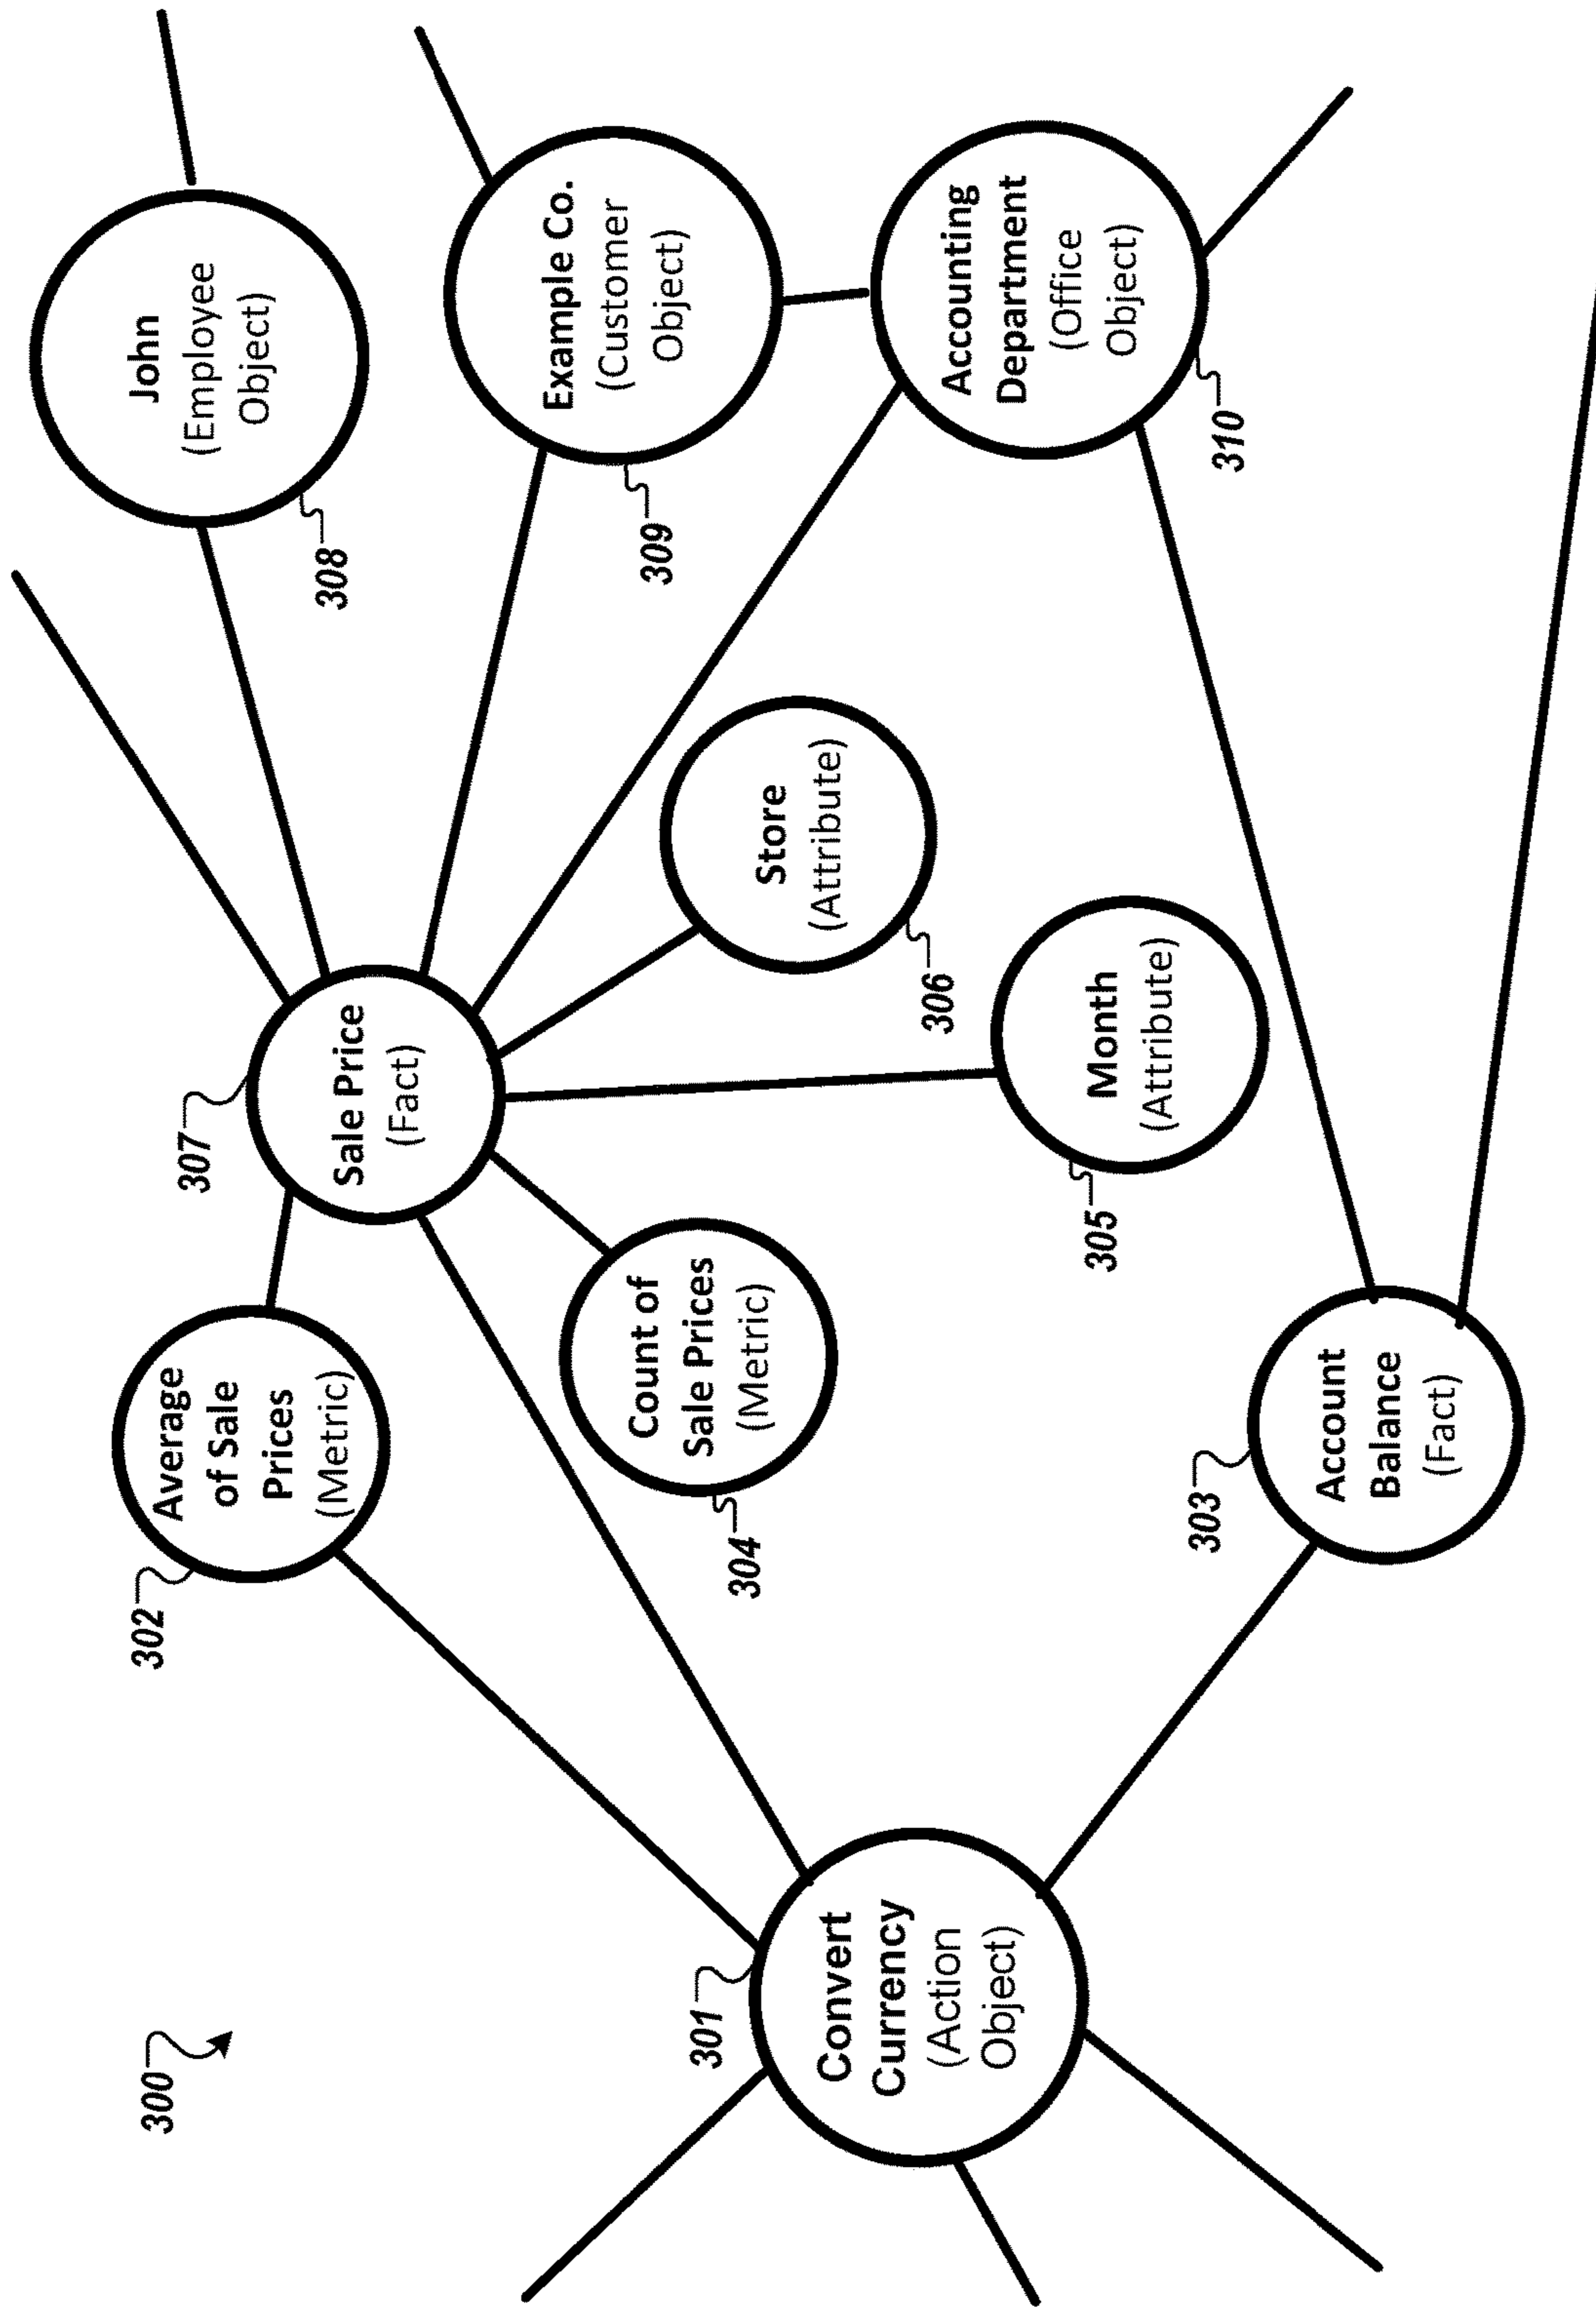 300
301
Convert
Currency
(Action
Object)
302
Average
of Sale
Prices
(Metric)
307
Sale Price
(Fact)
304
Count of
Sale Prices
(Metric)
303
Account
Balance
(Fact)
305
Month
(Attribute)
306
Store
(Attribute)
308
John
(Employee
Object)
309
Example Co.
(Customer
Object)
310
Accounting
Department
(Office
Object)